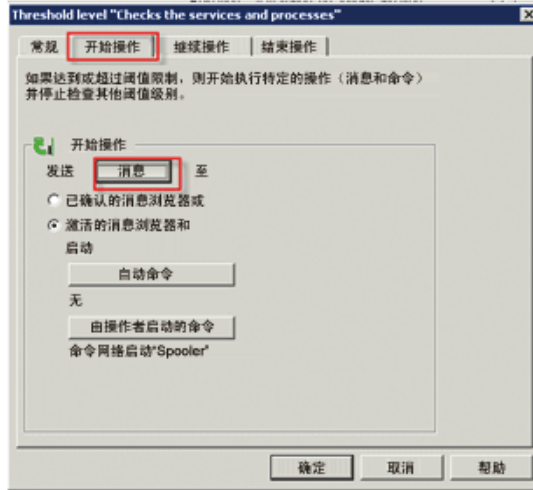 Threshold level "Checks the services and processes"
常规 开始操作 继续操作 结束操作
如果达到或超过阈值限制，则开始执行特定的操作（消息和命令）
并停止检查其他阈值级别。
开始操作
发送 消息 至
已确认的消息浏览器或
激活的消息浏览器和
启动
自动命令
无
由操作者启动的命令
命令网络启动"Spooler"
确定 取消 帮助